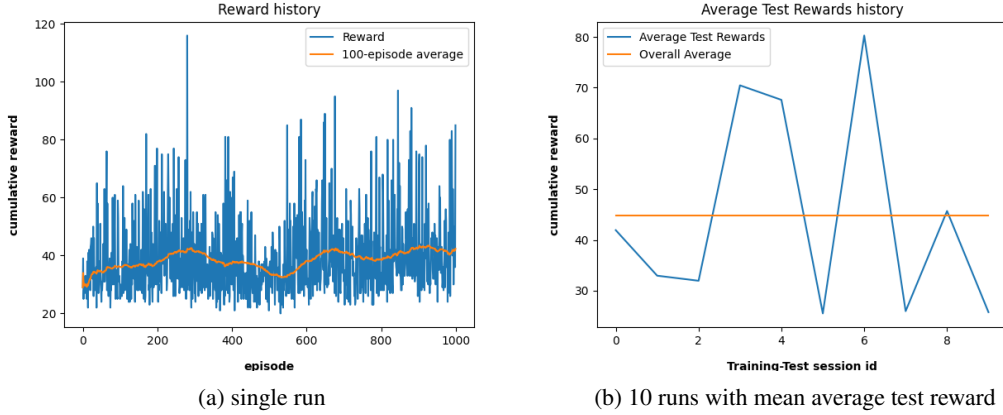 Reward history
120
100
80
60
40
20
cumulative reward
Reward
100-episode average
0
200
400
600
800
1000
episode
(a) single run
Average Test Rewards history
80
70
60
50
40
30
cumulative reward
Average Test Rewards
Overall Average
0
2
4
6
8
Training-Test session id
(b) 10 runs with mean average test reward